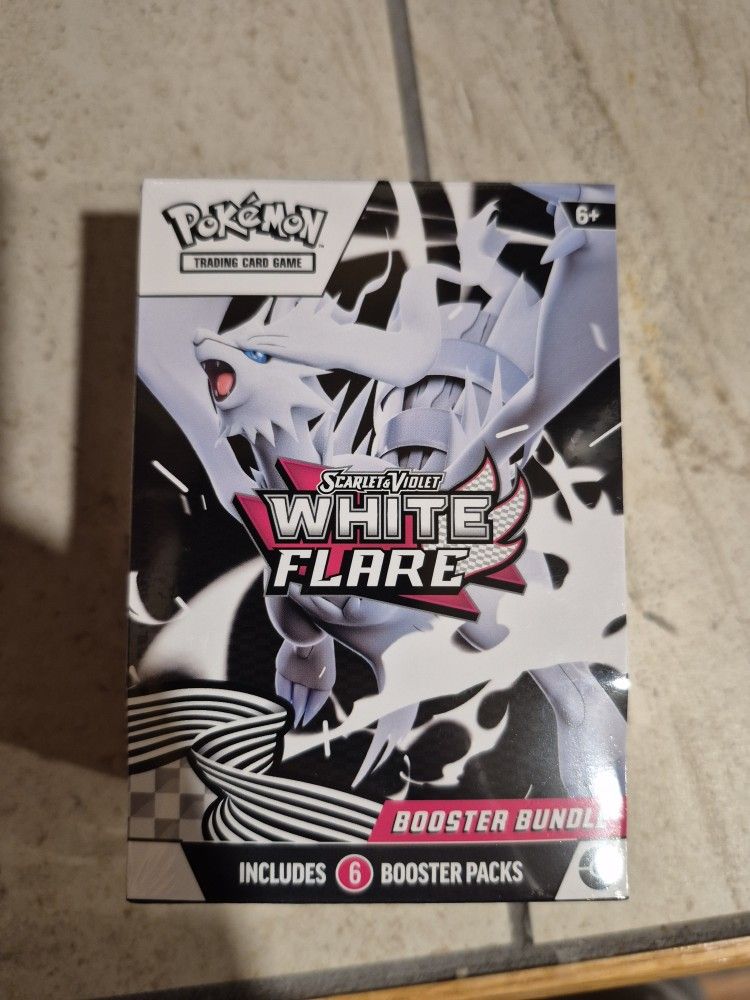 POKéMON
TRADING CARD GAME
6+
SCARLET & VIOLET
WHITE
FLARE
BOOSTER BUNDLE
INCLUDES 6 BOOSTER PACKS